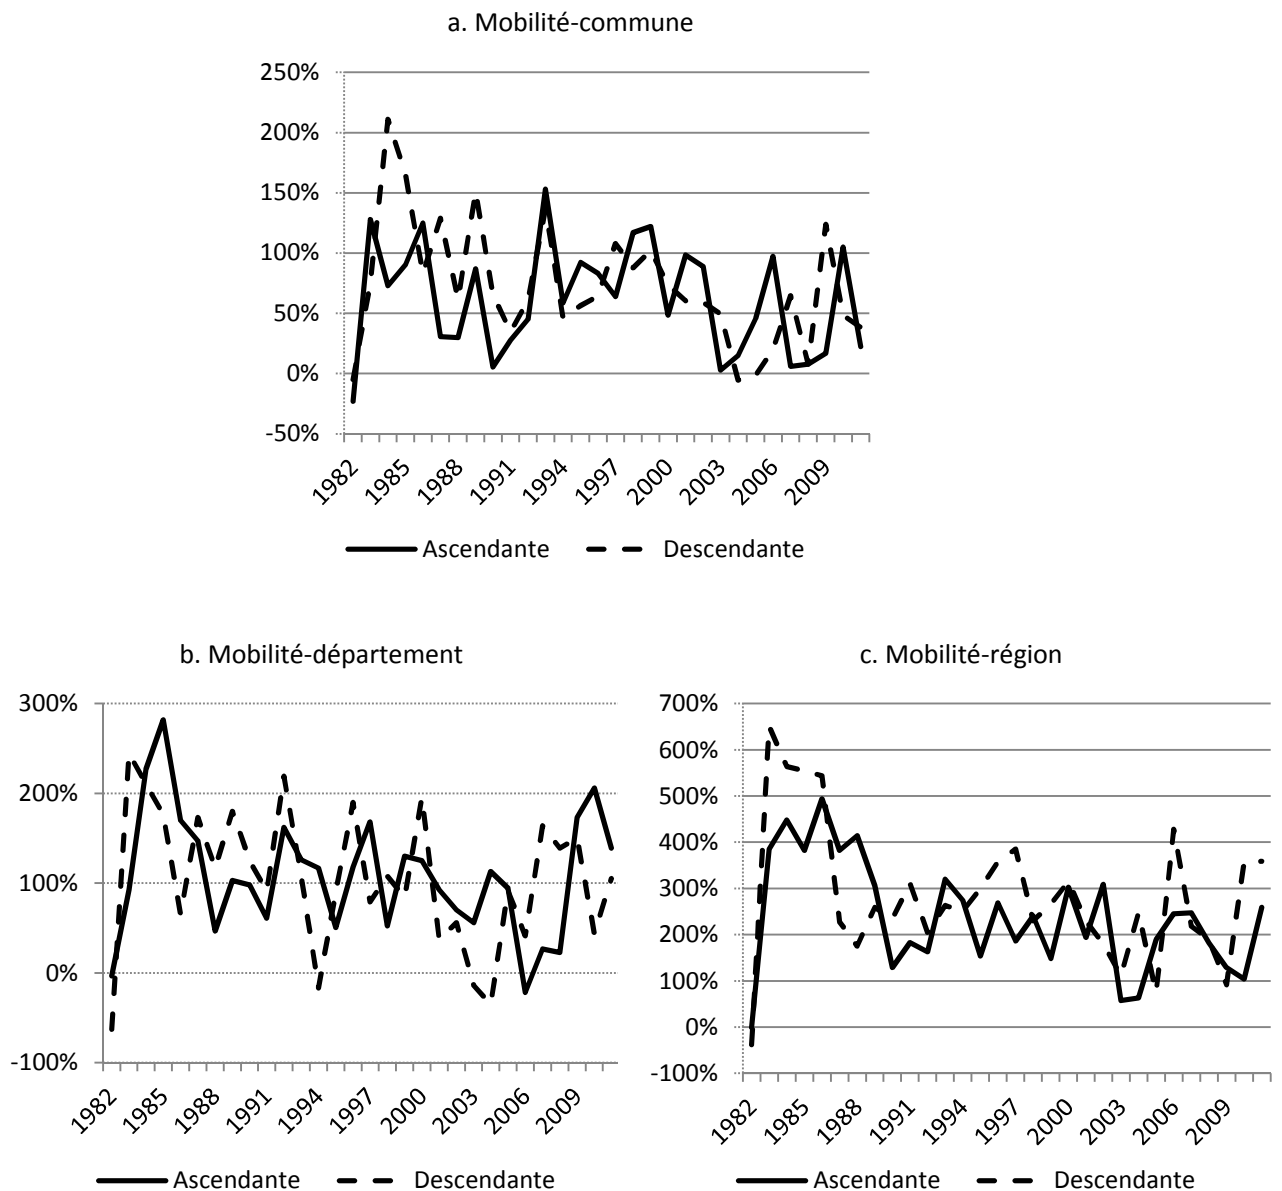 a. Mobilité-commune
250%
200%
150%
100%
50%
0%
-50%
1982 1985 1988 1991 1994 1997 2000 2003 2006 2009
Ascendante Descendante
b. Mobilité-département
300%
200%
100%
0%
-100%
1982 1985 1988 1991 1994 1997 2000 2003 2006 2009
Ascendante Descendante
c. Mobilité-région
700%
600%
500%
400%
300%
200%
100%
0%
-100%
1982 1985 1988 1991 1994 1997 2000 2003 2006 2009
Ascendante Descendante